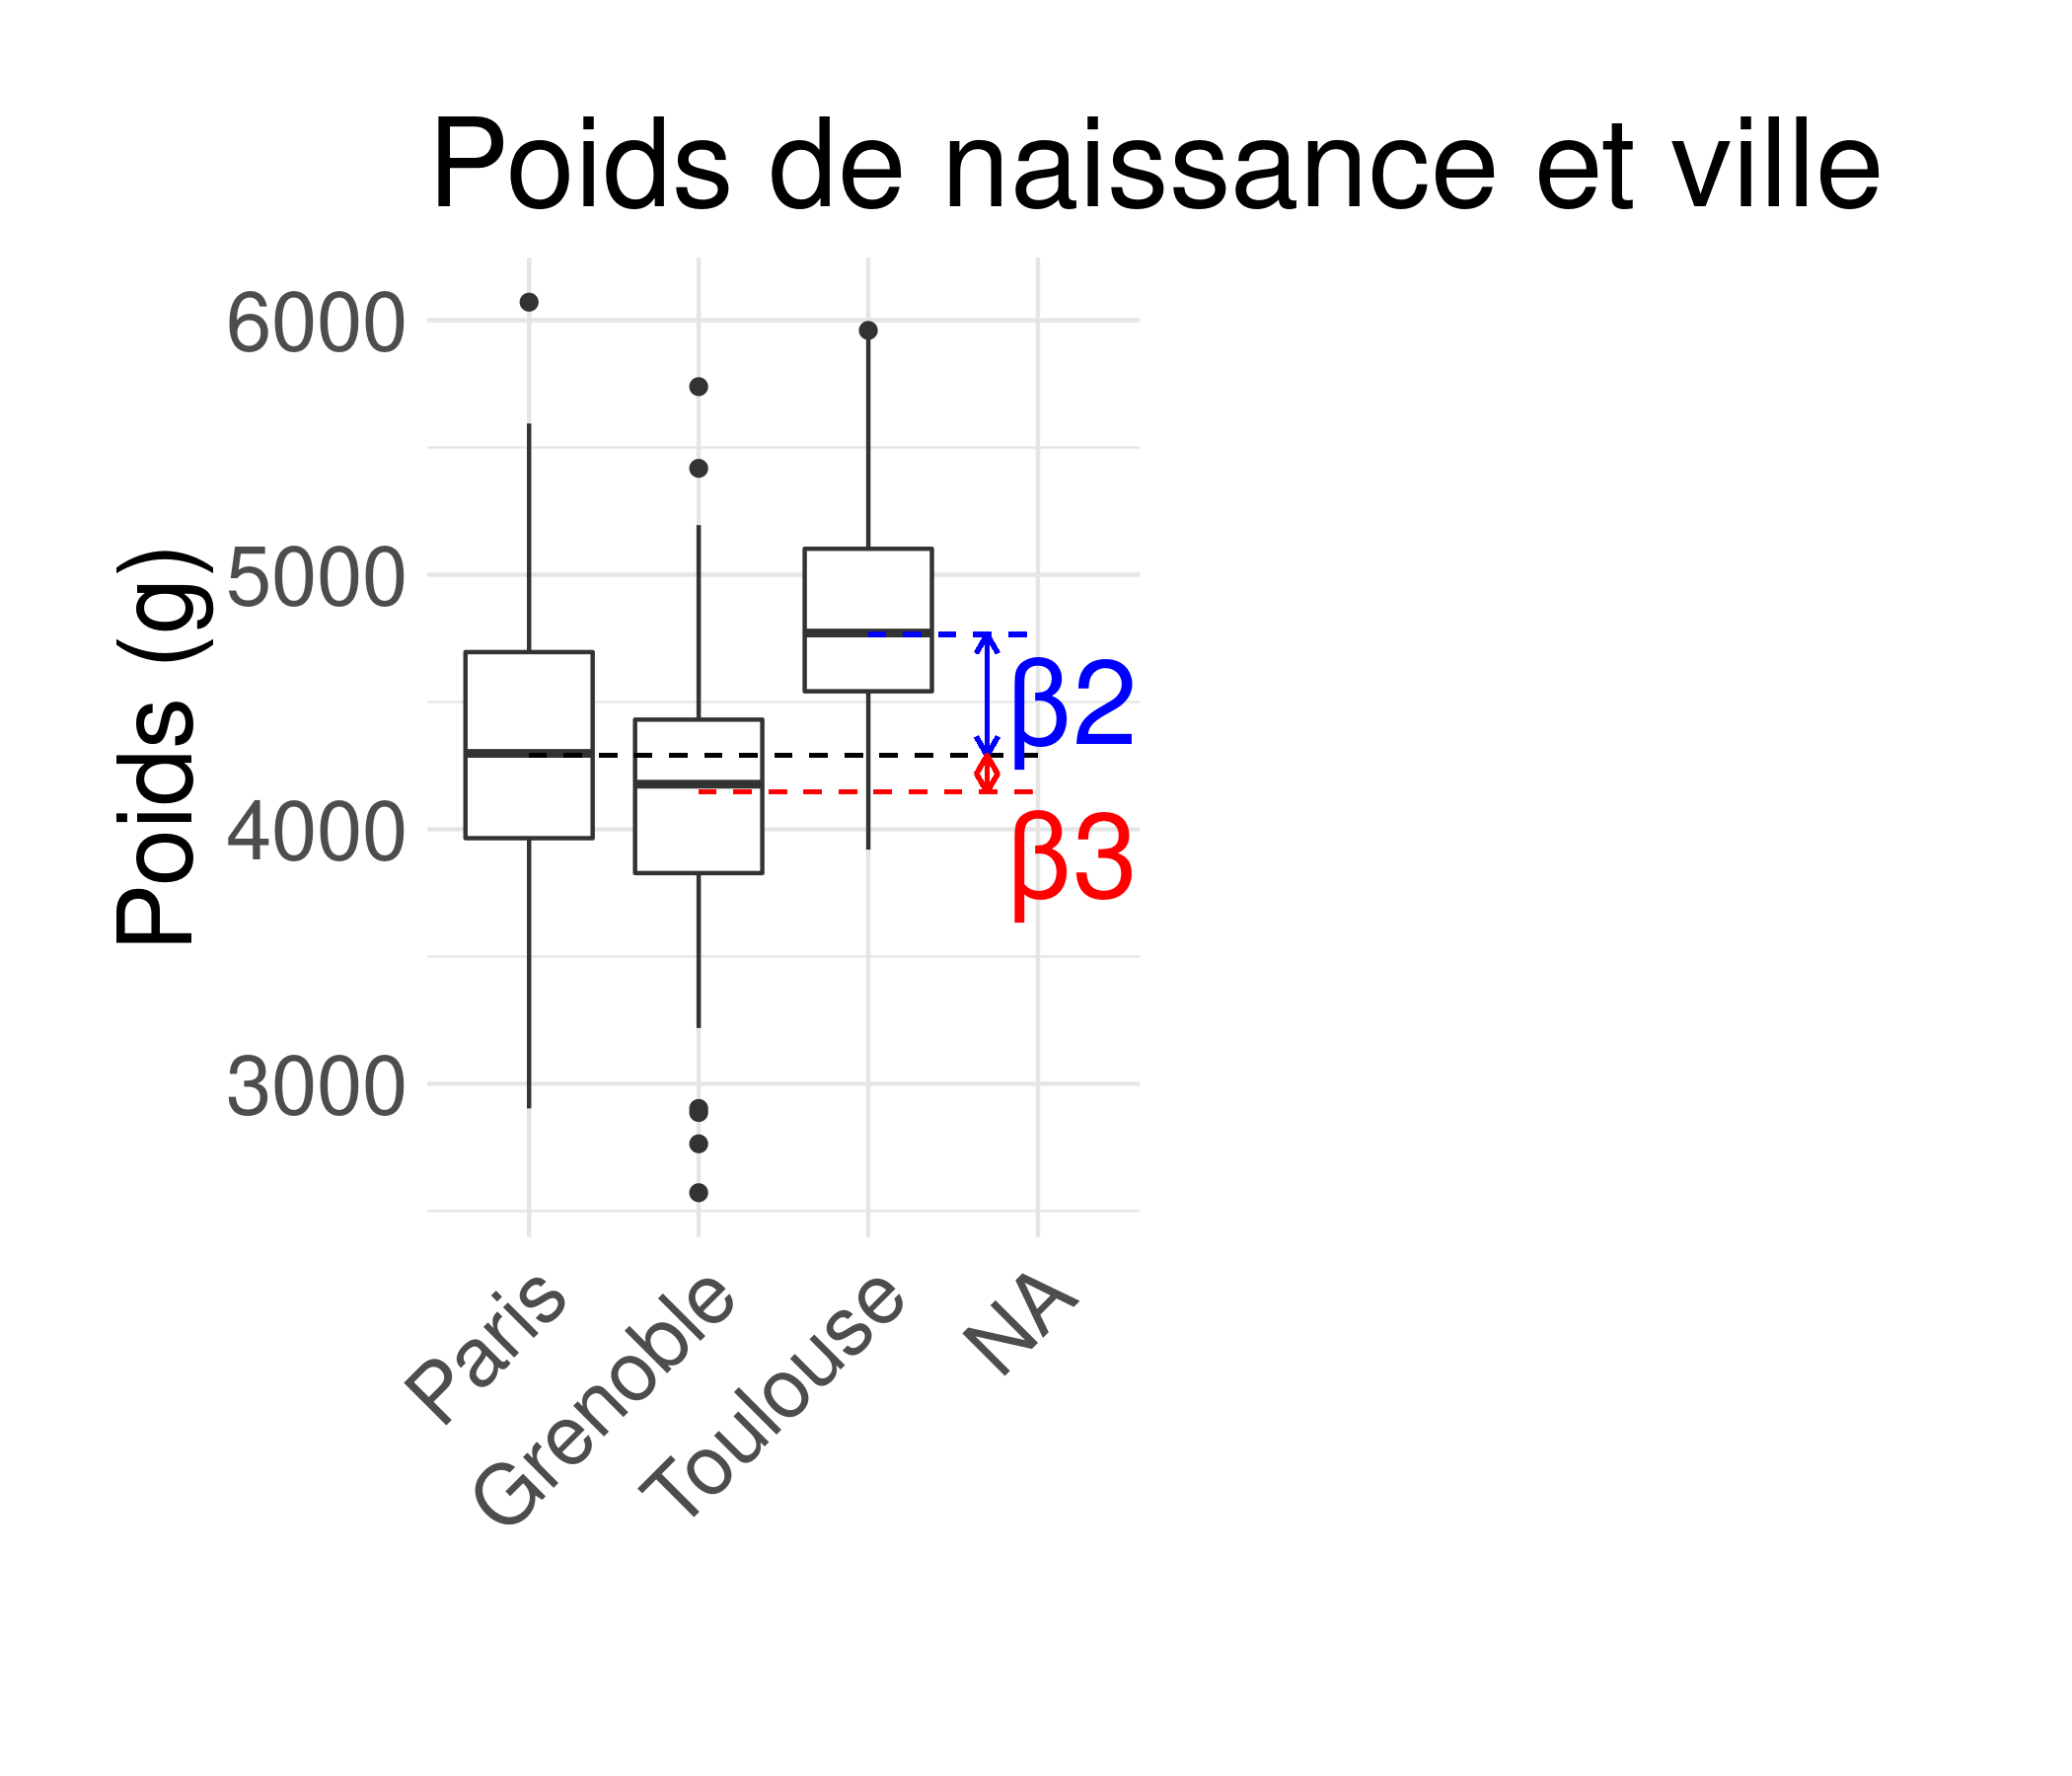 Poids de naissance et ville
Poids (g)
6000
5000
4000
3000
β2
β3
Paris
Grenoble
Toulouse
NA